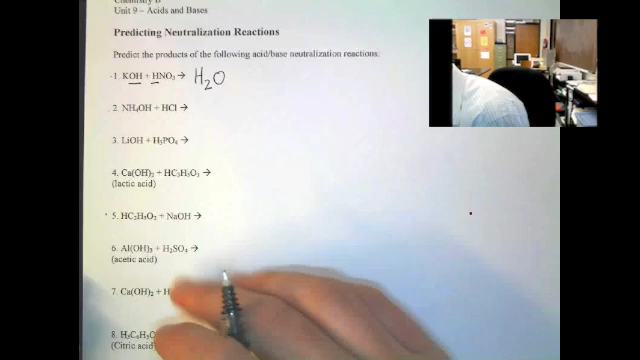 Unit 9 – Acids and Bases
Predicting Neutralization Reactions
Predict the products of the following acid/base neutralization reactions:
1. KOH + HNO₃ → H₂O
2. NH₄OH + HCl →
3. LiOH + H₃PO₄ →
4. Ca(OH)₂ + HC₃H₅O₃ →
(lactic acid)
5. HC₂H₃O₂ + NaOH →
6. Al(OH)₃ + H₂SO₄ →
(acetic acid)
7. Ca(OH)₂ + H
8. H₃C₆H₅O
(Citric acid